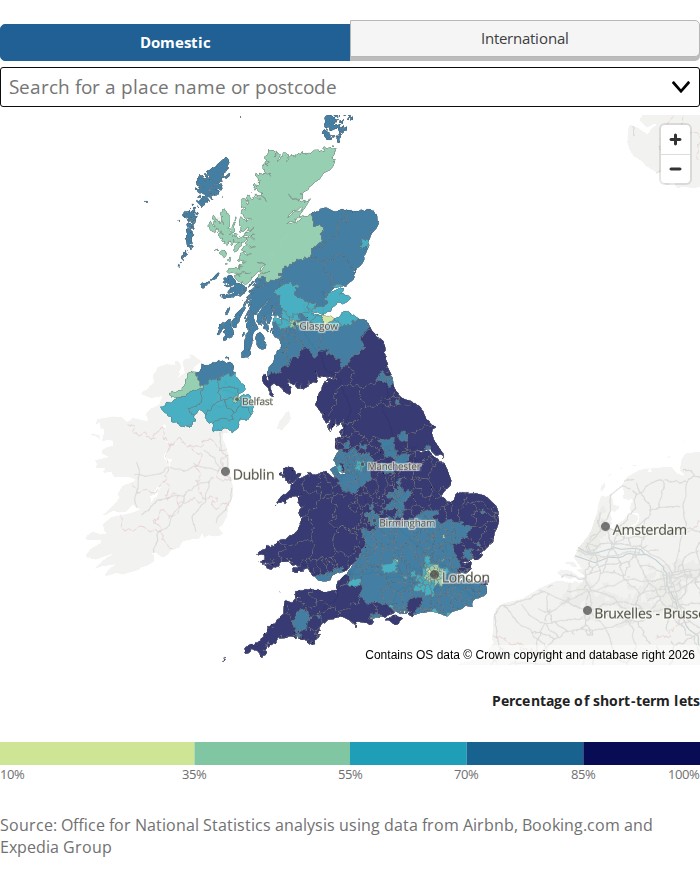 Domestic
International
Search for a place name or postcode
+
−
Glasgow
Belfast
Dublin
Manchester
Birmingham
London
Amsterdam
Bruxelles - Brusse
Contains OS data © Crown copyright and database right 2026
Percentage of short-term lets
10% 35% 55% 70% 85% 100%
Source: Office for National Statistics analysis using data from Airbnb, Booking.com and
Expedia Group